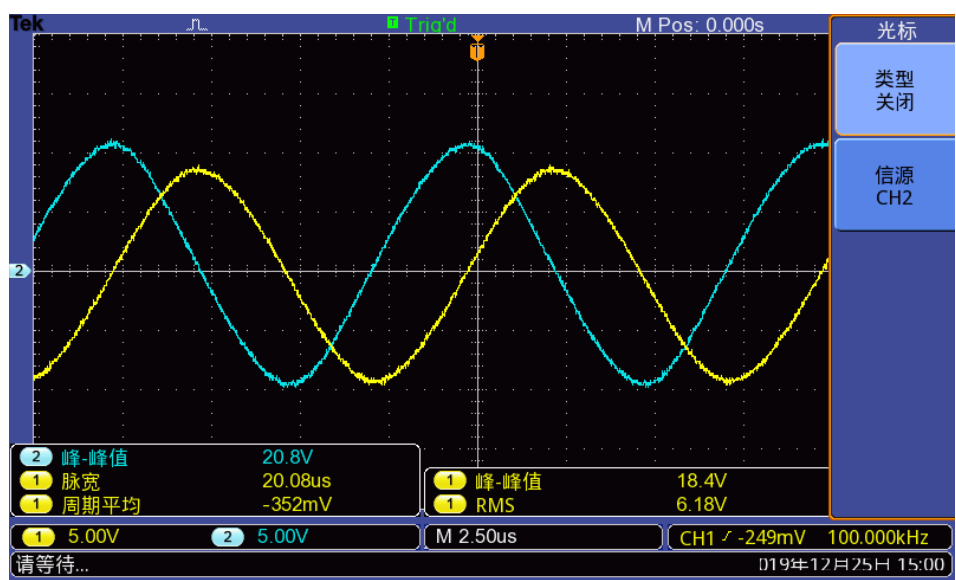 Tek T Trig'd M Pos: 0.000s
光标
类型
关闭
信源
CH2
2
2 峰-峰值 20.8V
1 脉宽 20.08us
1 周期平均 -352mV
1 峰-峰值 18.4V
1 RMS 6.18V
1 5.00V 2 5.00V M 2.50us CH1 -249mV 100.000kHz
请等待... 019年12月25日 15:00